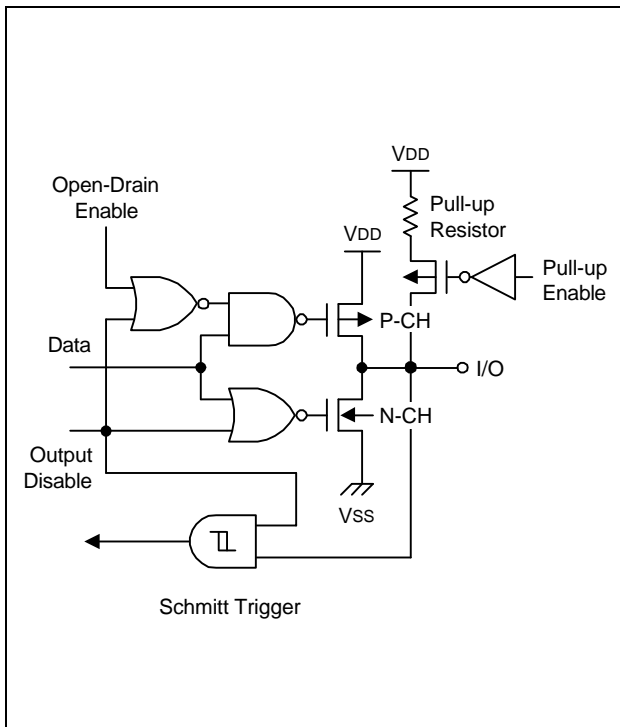 VDD
Open-Drain
Enable
Pull-up
Resistor
VDD
Pull-up
Enable
P-CH
Data
I/O
N-CH
Output
Disable
VSS
Schmitt Trigger